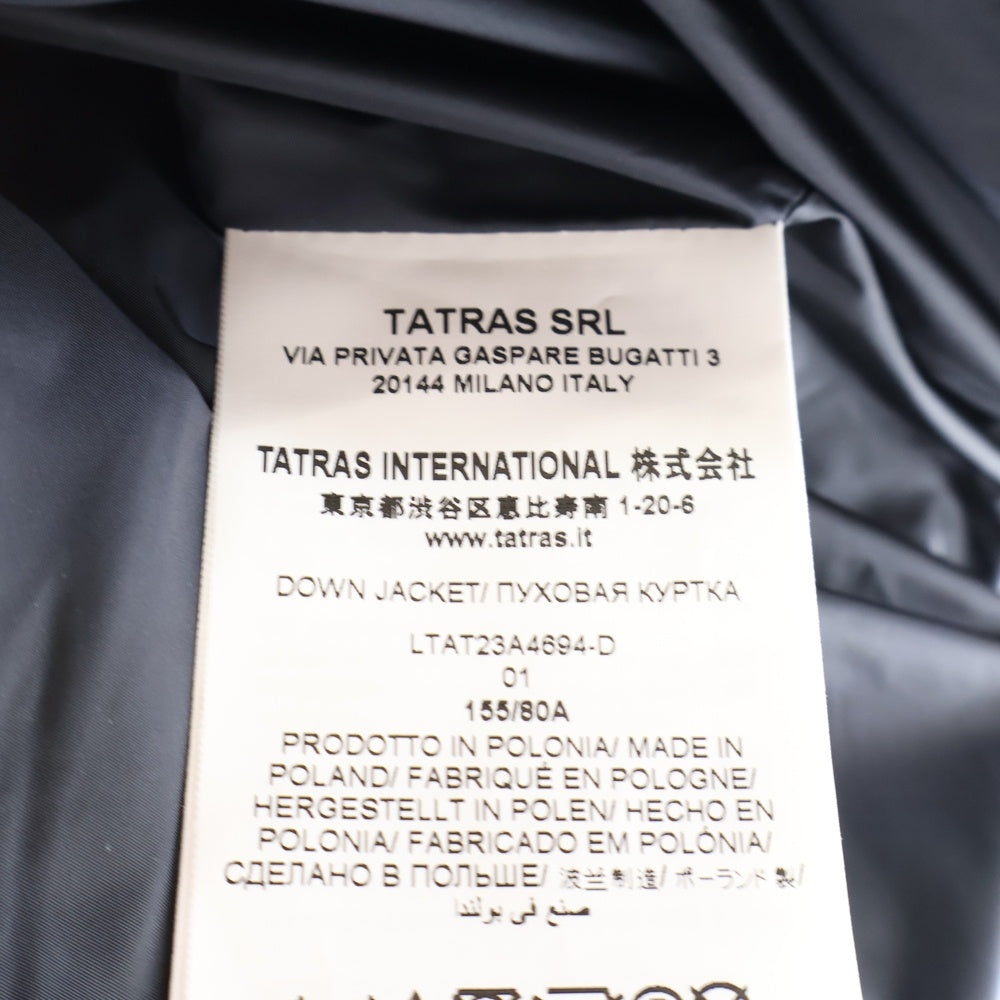 TATRAS SRL
VIA PRIVATA GASPARE BUGATTI 3
20144 MILANO ITALY
TATRAS INTERNATIONAL 株式会社
東京都渋谷区恵比寿南 1-20-6
www.tatras.it
DOWN JACKET/ ПУХОВАЯ КУРТКА
LTAT23A4694-D
01
155/80A
PRODOTTO IN POLONIA/ MADE IN
POLAND/ FABRIQUÉ EN POLOGNE/
HERGESTELLT IN POLEN/ HECHO EN
POLONIA/ FABRICADO EM POLÔNIA/
СДЕЛАНО В ПОЛЬШЕ/ 波兰制造/ ポーランド製/
صنع في بولندا